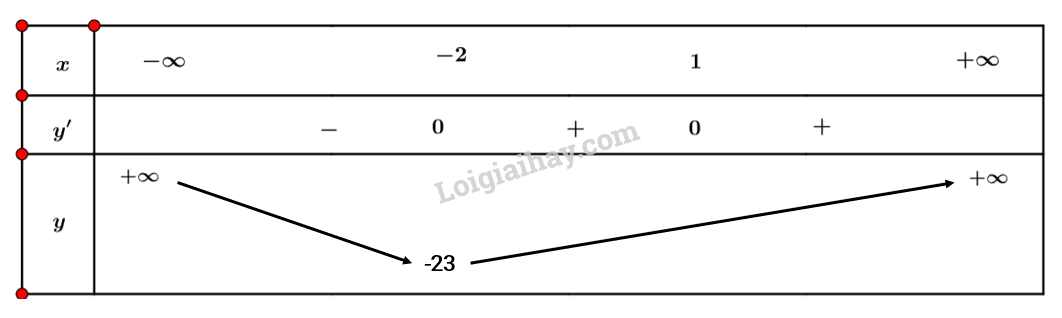 x −∞ −2 1 +∞
y′ − 0 + 0 +
Loigiaihay.com
y +∞ -23 +∞